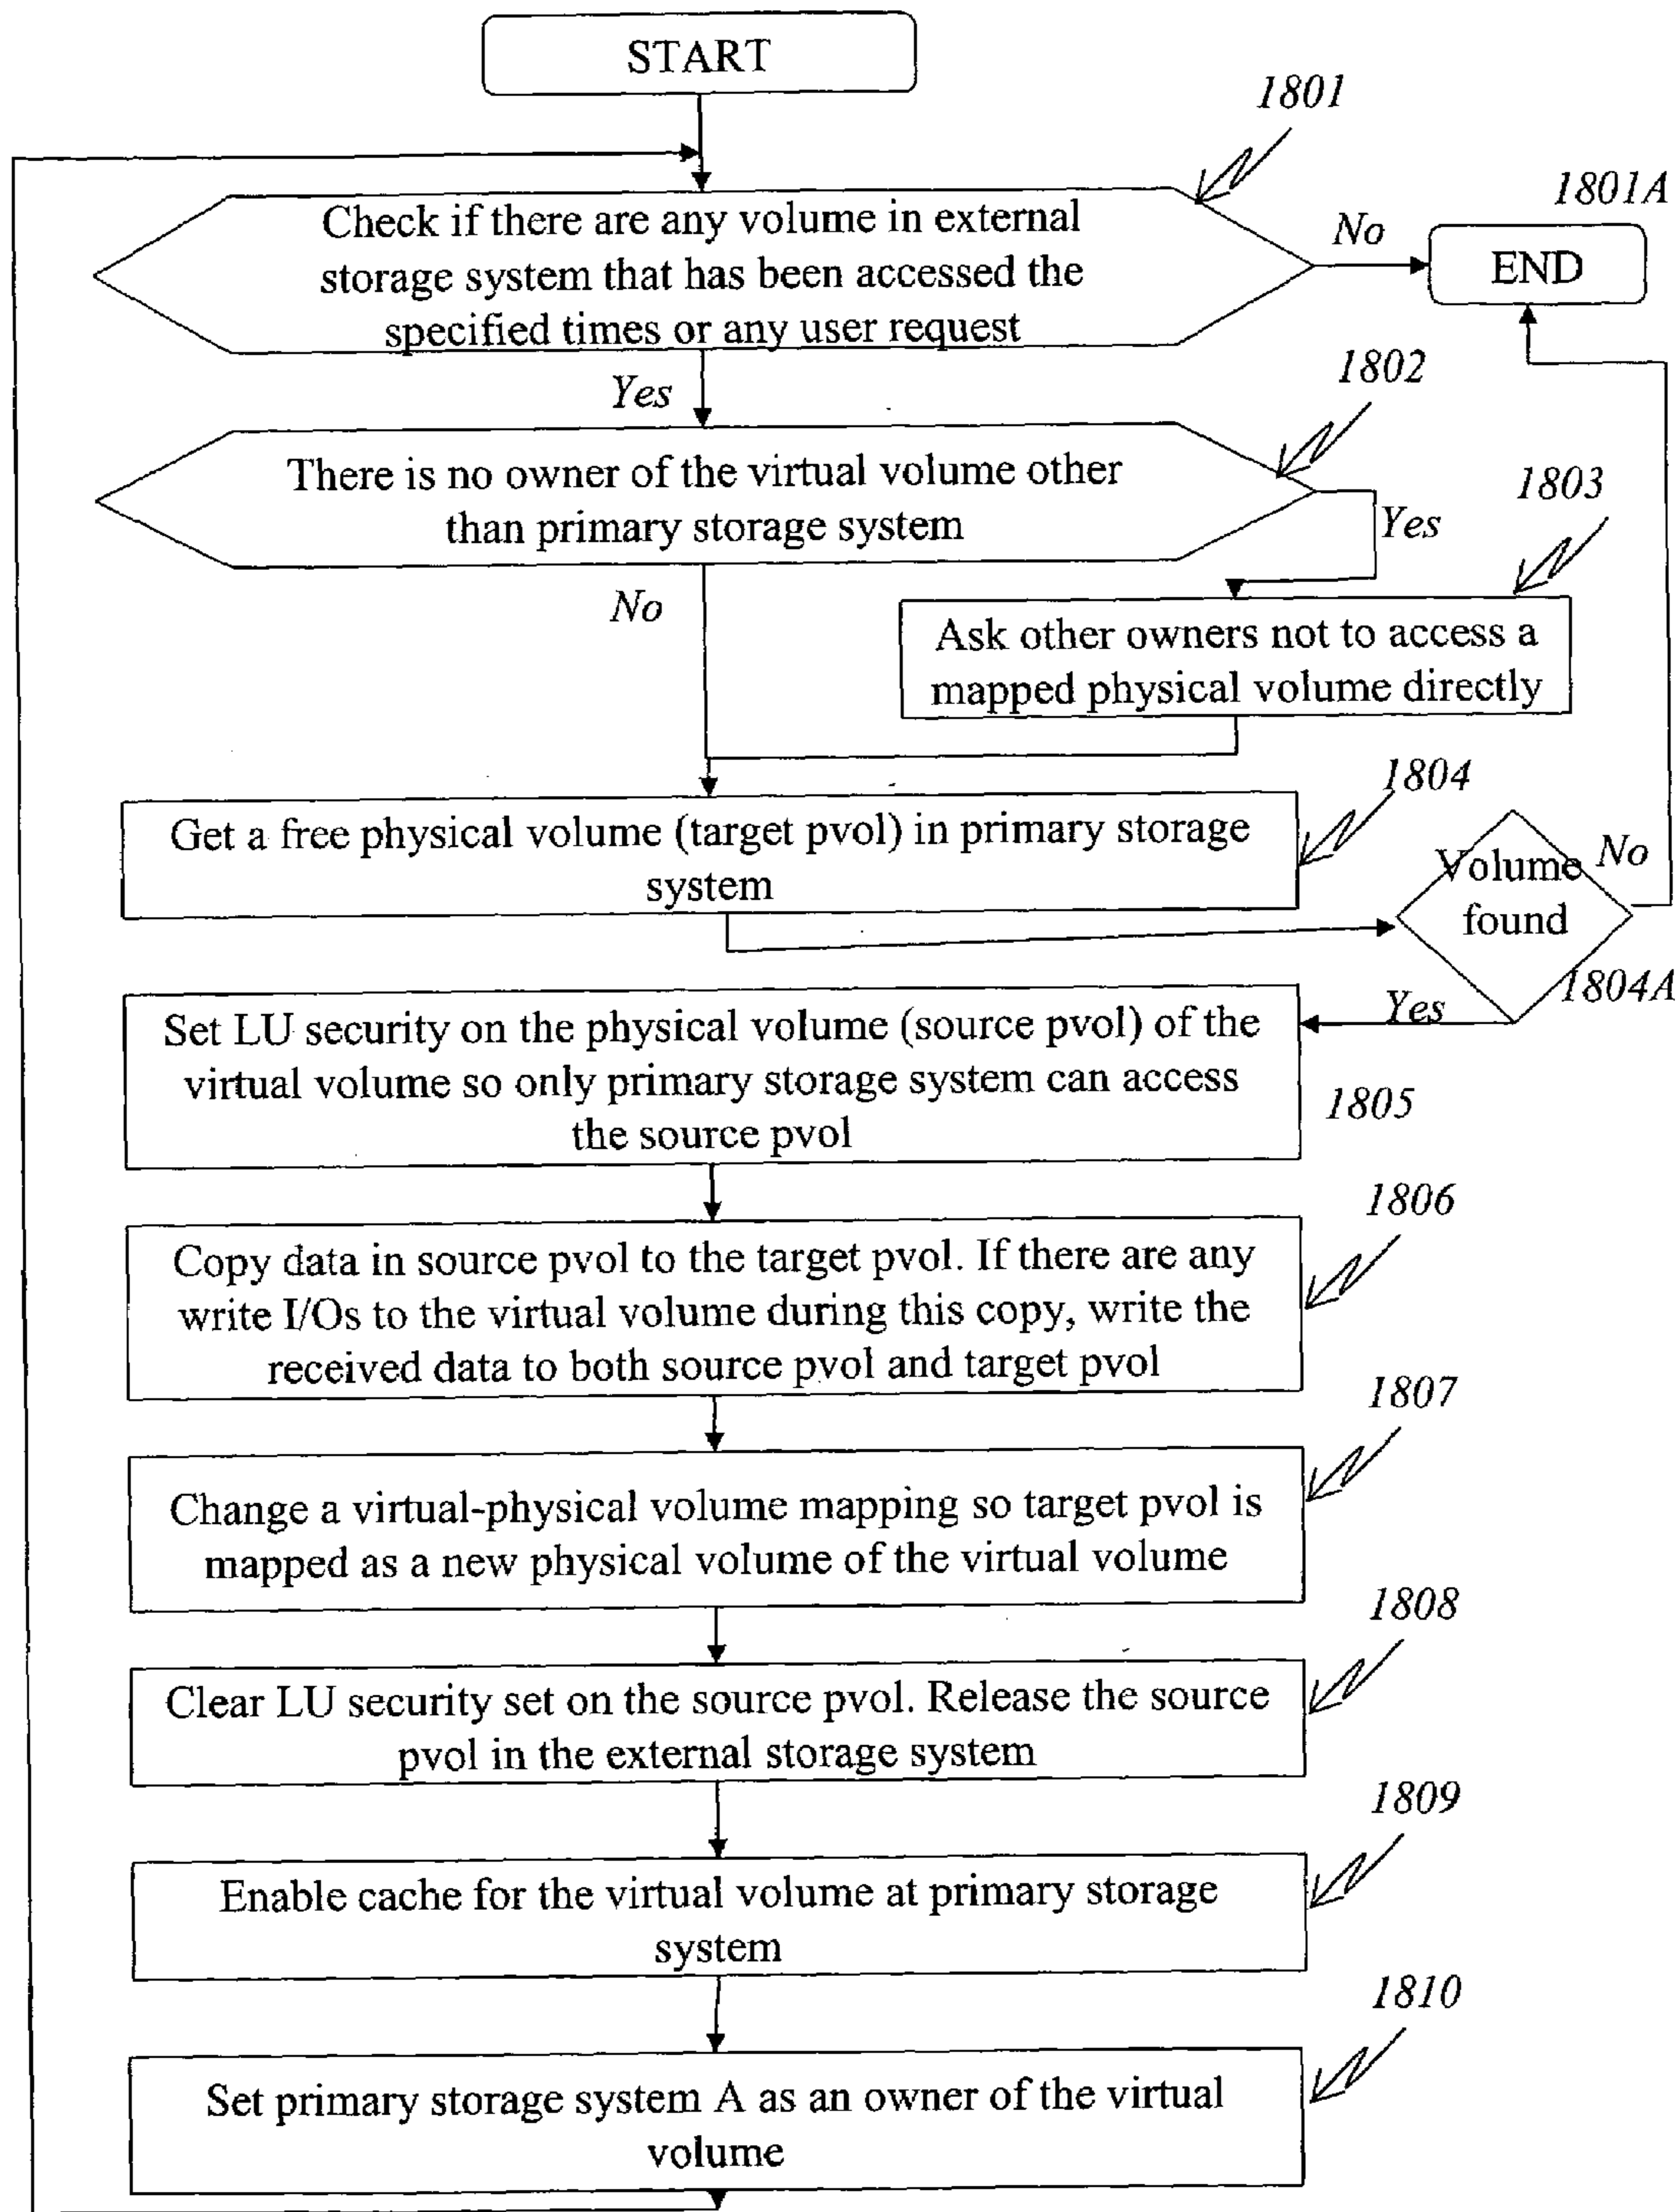 START
1801
1801A
Check if there are any volume in external
storage system that has been accessed the
specified times or any user request
No
END
Yes
1802
There is no owner of the virtual volume other
than primary storage system
Yes
1803
No
Ask other owners not to access a
mapped physical volume directly
1804
Get a free physical volume (target pvol) in primary storage
system
Volume
found
No
1804A
Yes
Set LU security on the physical volume (source pvol) of the
virtual volume so only primary storage system can access
the source pvol
1805
1806
Copy data in source pvol to the target pvol. If there are any
write I/Os to the virtual volume during this copy, write the
received data to both source pvol and target pvol
1807
Change a virtual-physical volume mapping so target pvol is
mapped as a new physical volume of the virtual volume
1808
Clear LU security set on the source pvol. Release the source
pvol in the external storage system
1809
Enable cache for the virtual volume at primary storage
system
1810
Set primary storage system A as an owner of the virtual
volume